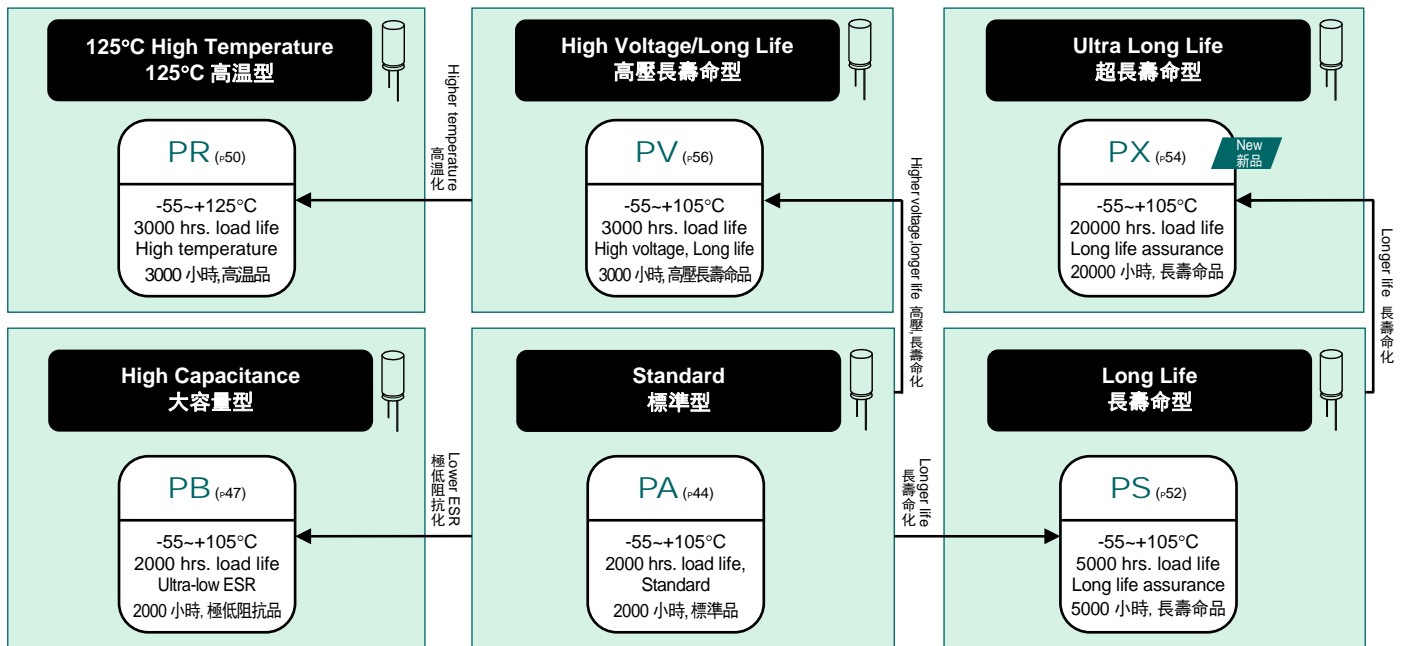 125°C High Temperature
125°C 高温型
PR (P50)
-55~+125°C
3000 hrs. load life
High temperature
3000 小時,高温品
Higher temperature
高温化
High Voltage/Long Life
高壓長壽命型
PV (P56)
-55~+105°C
3000 hrs. load life
High voltage, Long life
3000 小時,高壓長壽命品
Higher voltage,longer life 高壓,長壽命化
Ultra Long Life
超長壽命型
PX (P54)
New
新品
-55~+105°C
20000 hrs. load life
Long life assurance
20000 小時, 長壽命品
Longer life 長壽命化
High Capacitance
大容量型
PB (P47)
-55~+105°C
2000 hrs. load life
Ultra-low ESR
2000 小時, 極低阻抗品
Lower ESR
極低阻抗化
Standard
標準型
PA (P44)
-55~+105°C
2000 hrs. load life,
Standard
2000 小時, 標準品
Longer life
長壽命化
Long Life
長壽命型
PS (P52)
-55~+105°C
5000 hrs. load life
Long life assurance
5000 小時, 長壽命品